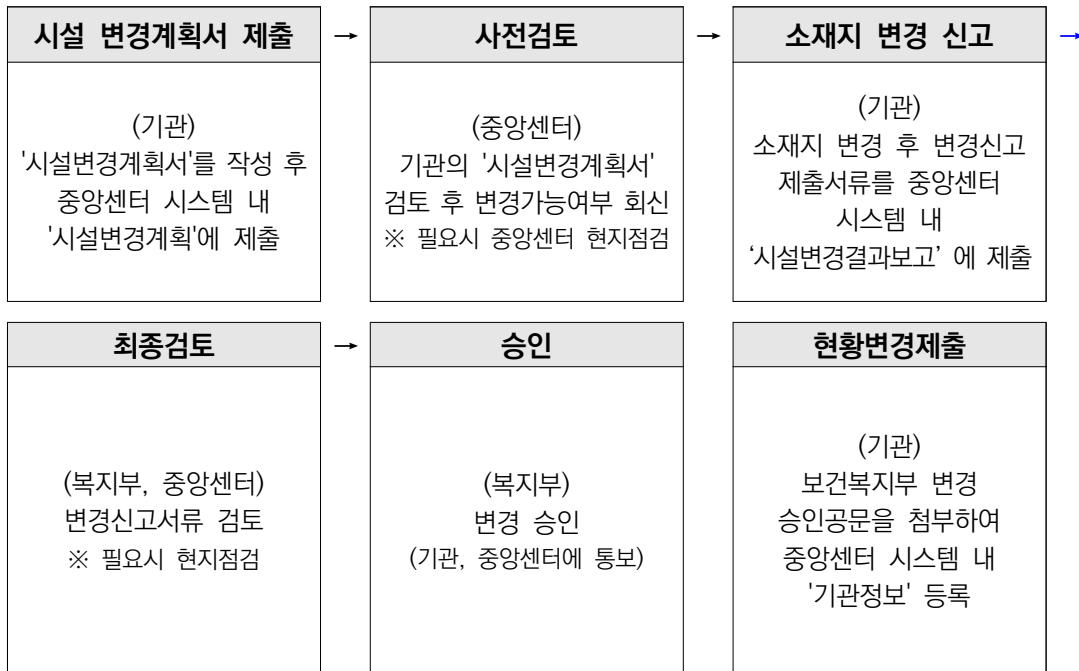 시설 변경계획서 제출
→
사전검토
→
소재지 변경 신고
→
(기관)
'시설변경계획서'를 작성 후
중앙센터 시스템 내
'시설변경계획'에 제출
(중앙센터)
기관의 '시설변경계획서'
검토 후 변경가능여부 회신
※ 필요시 중앙센터 현지점검
(기관)
소재지 변경 후 변경신고
제출서류를 중앙센터
시스템 내
‘시설변경결과보고’ 에 제출
최종검토
→
승인
현황변경제출
(복지부, 중앙센터)
변경신고서류 검토
※ 필요시 현지점검
(복지부)
변경 승인
(기관, 중앙센터에 통보)
(기관)
보건복지부 변경
승인공문을 첨부하여
중앙센터 시스템 내
'기관정보' 등록